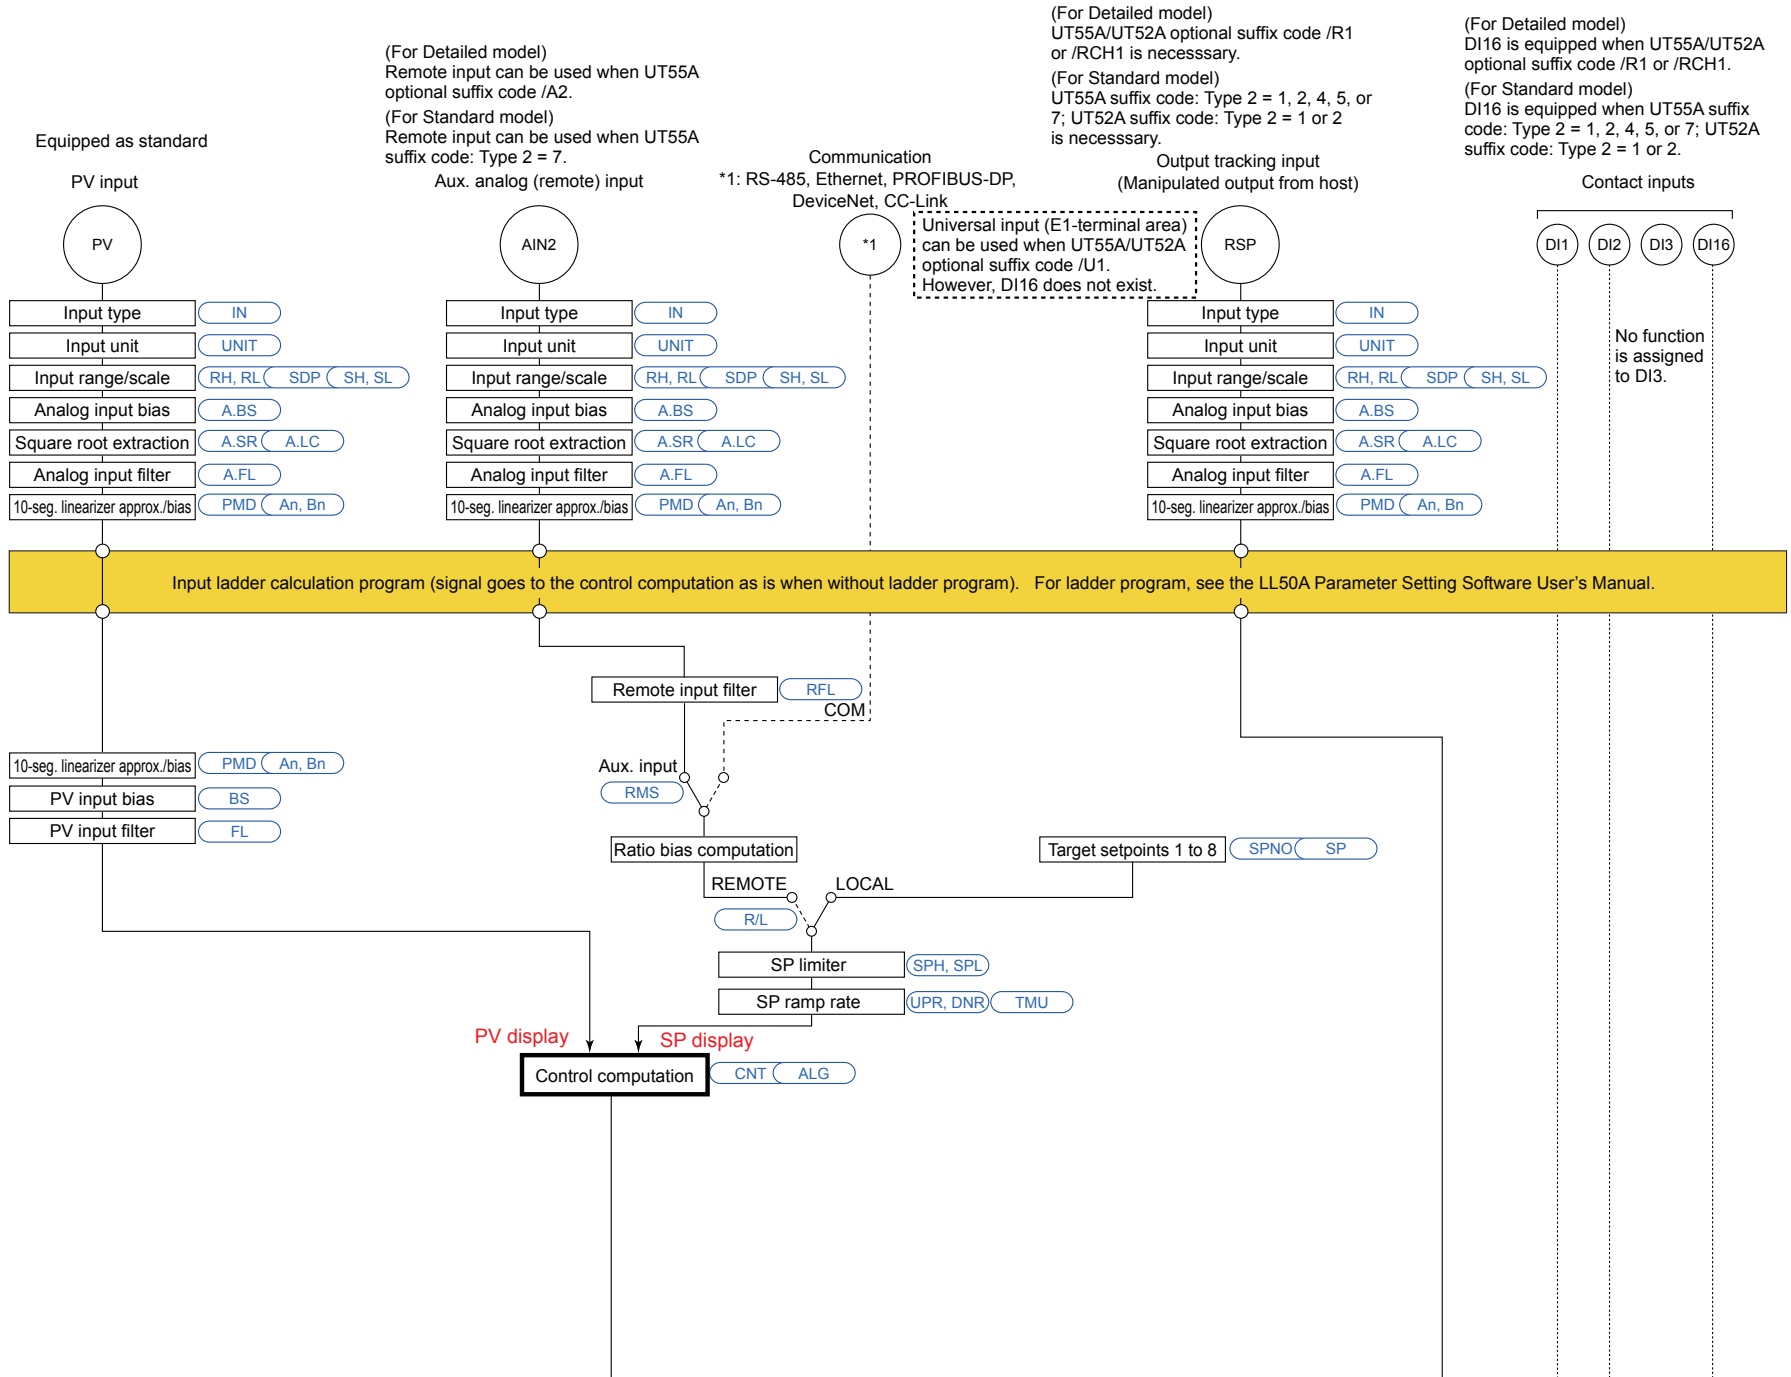 (For Detailed model)
UT55A/UT52A optional suffix code /R1
or /RCH1 is necesssary.
(For Standard model)
UT55A suffix code: Type 2 = 1, 2, 4, 5, or
7; UT52A suffix code: Type 2 = 1 or 2
is necesssary.
(For Detailed model)
DI16 is equipped when UT55A/UT52A
optional suffix code /R1 or /RCH1.
(For Standard model)
DI16 is equipped when UT55A suffix
code: Type 2 = 1, 2, 4, 5, or 7; UT52A
suffix code: Type 2 = 1 or 2.
(For Detailed model)
Remote input can be used when UT55A
optional suffix code /A2.
(For Standard model)
Remote input can be used when UT55A
suffix code: Type 2 = 7.
Equipped as standard
PV input
Aux. analog (remote) input
Communication
*1: RS-485, Ethernet, PROFIBUS-DP,
DeviceNet, CC-Link
Output tracking input
(Manipulated output from host)
Contact inputs
PV
AIN2
*1
Universal input (E1-terminal area)
can be used when UT55A/UT52A
optional suffix code /U1.
However, DI16 does not exist.
RSP
DI1
DI2
DI3
DI16
No function
is assigned
to DI3.
Input type IN
Input unit UNIT
Input range/scale RH, RL SDP SH, SL
Analog input bias A.BS
Square root extraction A.SR A.LC
Analog input filter A.FL
10-seg. linearizer approx./bias PMD An, Bn
Input type IN
Input unit UNIT
Input range/scale RH, RL SDP SH, SL
Analog input bias A.BS
Square root extraction A.SR A.LC
Analog input filter A.FL
10-seg. linearizer approx./bias PMD An, Bn
Input type IN
Input unit UNIT
Input range/scale RH, RL SDP SH, SL
Analog input bias A.BS
Square root extraction A.SR A.LC
Analog input filter A.FL
10-seg. linearizer approx./bias PMD An, Bn
Input ladder calculation program (signal goes to the control computation as is when without ladder program). For ladder program, see the LL50A Parameter Setting Software User's Manual.
Remote input filter RFL
COM
10-seg. linearizer approx./bias PMD An, Bn
PV input bias BS
PV input filter FL
Aux. input
RMS
Ratio bias computation
Target setpoints 1 to 8 SPNO SP
REMOTE
LOCAL
R/L
SP limiter SPH, SPL
SP ramp rate UPR, DNR TMU
PV display
SP display
Control computation CNT ALG